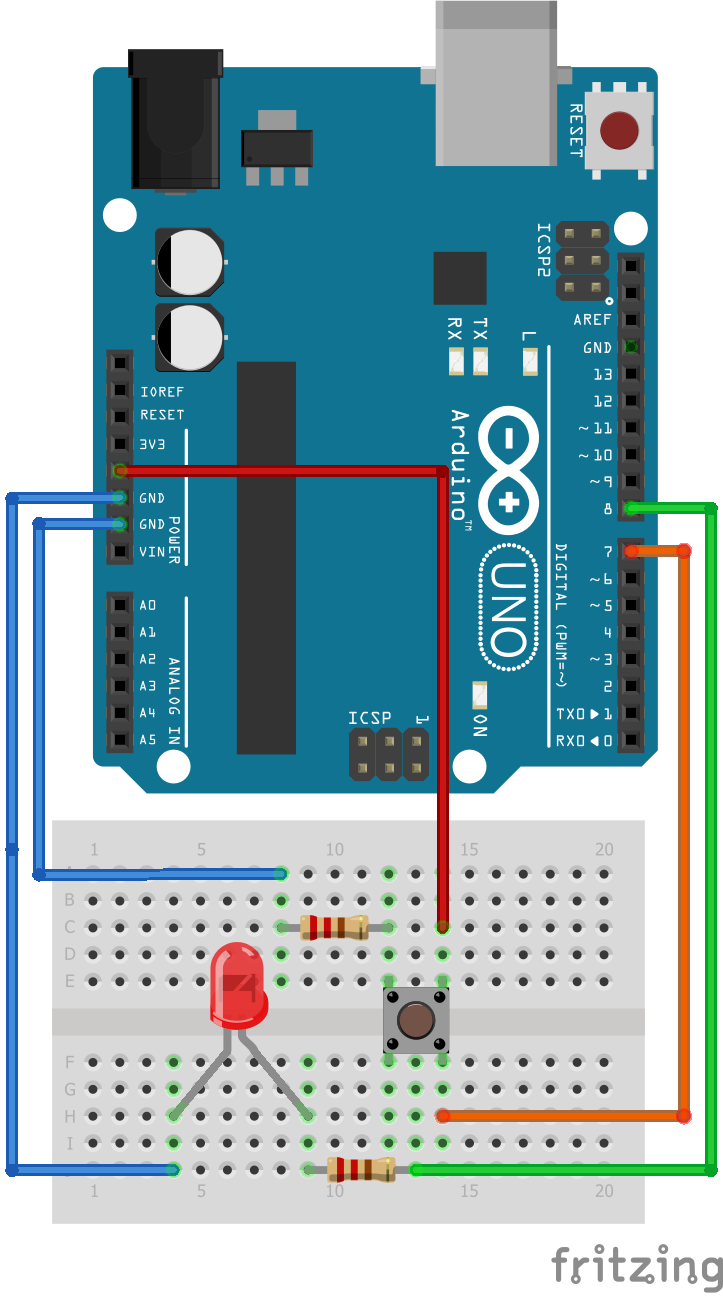 RESET
ICSP2
AREF
GND
RX
TX
L
13
12
~11
~10
~9
8
IOREF
RESET
3V3
GND
GND
VIN
POWER
Arduino™
UNO
DIGITAL (PWM=~)
7
~6
~5
4
~3
2
TX0▶1
RX0◀0
A0
A1
A2
A3
A4
A5
ANALOG IN
ICSP
1
ON
1 5 10 15 20
A
B
C
D
E
F
G
H
I
1 5 10 15 20
fritzing